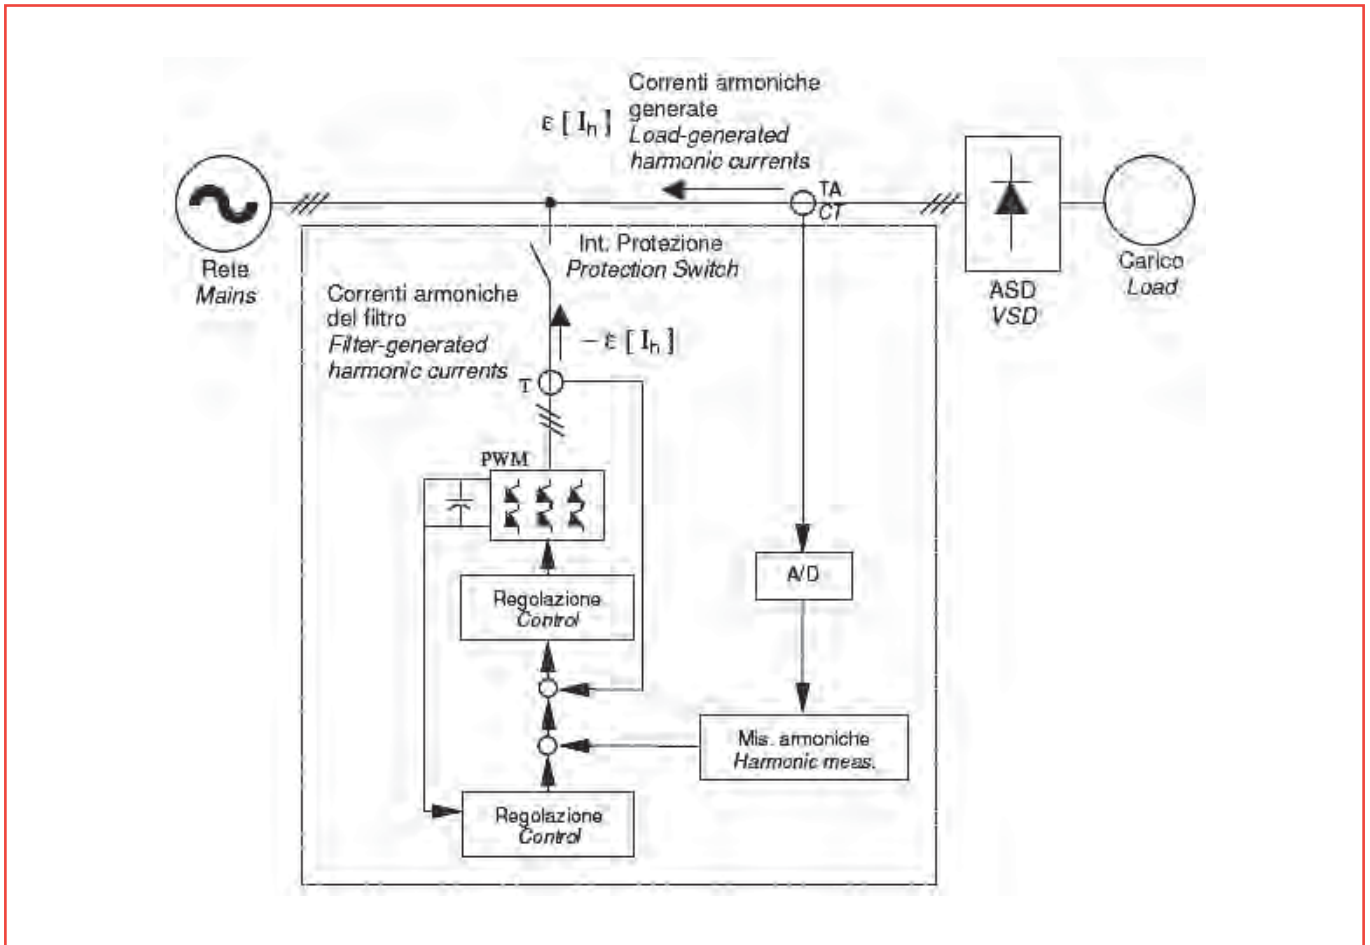 Correnti armoniche
generate
Load-generated
harmonic currents
ε [ Ih ]
TA
CT
Rete
Mains
Int. Protezione
Protection Switch
ASD
VSD
Carico
Load
Correnti armoniche
del filtro
Filter-generated
harmonic currents
– ε [ Ih ]
T
PWM
A/D
Regolazione
Control
Mis. armoniche
Harmonic meas.
Regolazione
Control